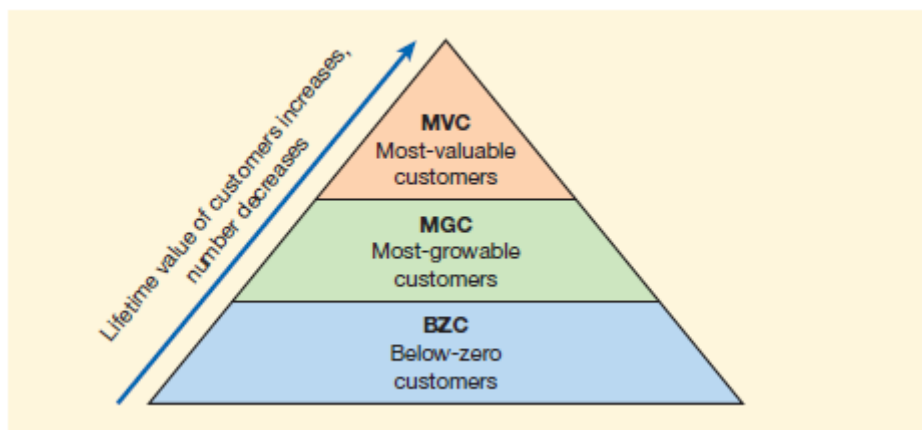 Lifetime value of customers increases,
number decreases
MVC
Most-valuable
customers
MGC
Most-growable
customers
BZC
Below-zero
customers